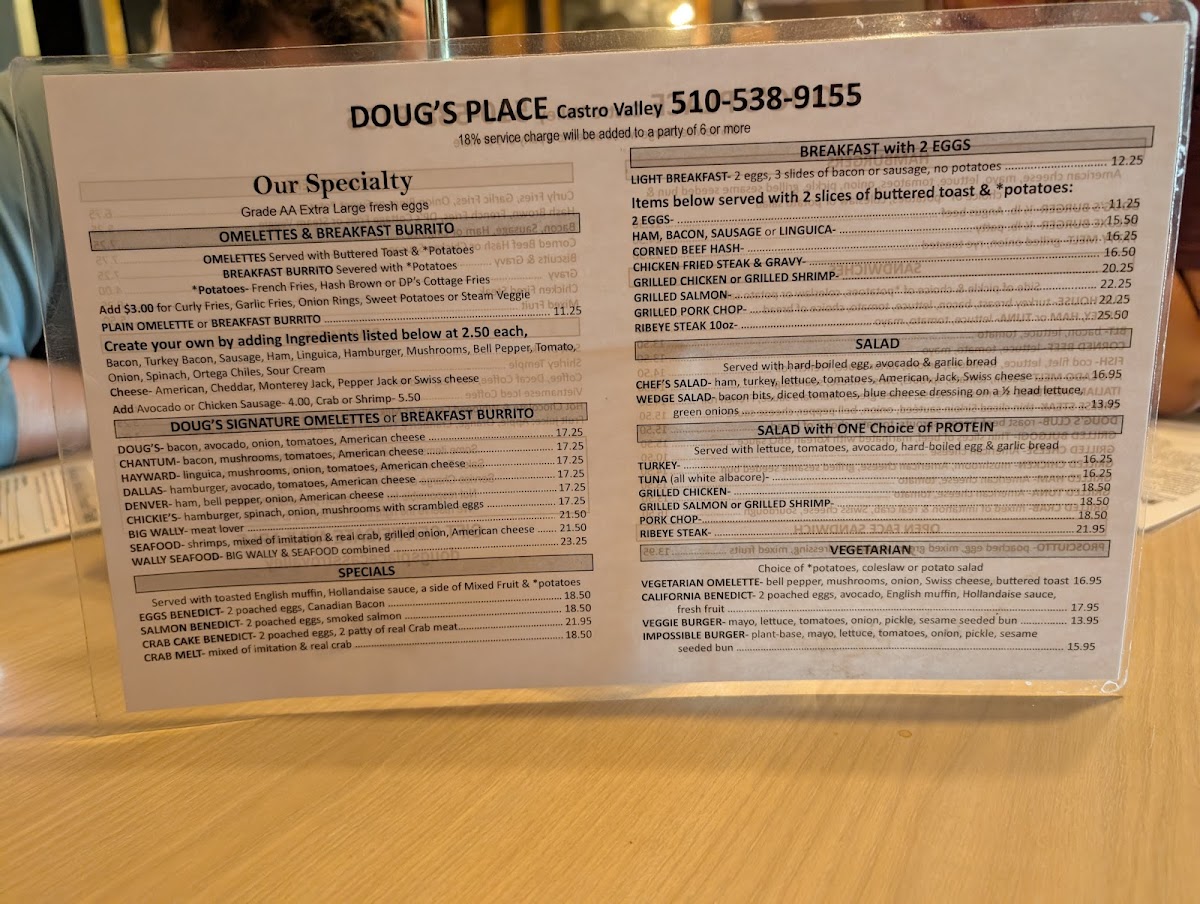 DOUG'S PLACE Castro Valley 510-538-9155
18% service charge will be added to a party of 6 or more
Our Specialty
Grade AA Extra Large fresh eggs
OMELETTES & BREAKFAST BURRITO
OMELETTES Served with Buttered Toast & *Potatoes
BREAKFAST BURRITO Severed with *Potatoes
*Potatoes- French Fries, Hash Brown or DP's Cottage Fries
Add $3.00 for Curly Fries, Garlic Fries, Onion Rings, Sweet Potatoes or Steam Veggie
PLAIN OMELETTE or BREAKFAST BURRITO 11.25
Create your own by adding Ingredients listed below at 2.50 each,
Bacon, Turkey Bacon, Sausage, Ham, Linguica, Hamburger, Mushrooms, Bell Pepper, Tomato,
Onion, Spinach, Ortega Chiles, Sour Cream
Cheese- American, Cheddar, Monterey Jack, Pepper Jack or Swiss cheese
Add Avocado or Chicken Sausage- 4.00, Crab or Shrimp- 5.50
DOUG'S SIGNATURE OMELETTES or BREAKFAST BURRITO
DOUG'S- bacon, avocado, onion, tomatoes, American cheese 17.25
CHANTUM- bacon, mushrooms, tomatoes, American cheese 17.25
HAYWARD- linguica, mushrooms, onion, tomatoes, American cheese 17.25
DALLAS- hamburger, avocado, tomatoes, American cheese 17.25
DENVER- ham, bell pepper, onion, American cheese 17.25
CHICKIE'S- hamburger, spinach, onion, mushrooms with scrambled eggs 17.25
BIG WALLY- meat lover 21.50
SEAFOOD- shrimps, mixed of imitation & real crab, grilled onion, American cheese 21.50
WALLY SEAFOOD- BIG WALLY & SEAFOOD combined 23.25
SPECIALS
Served with toasted English muffin, Hollandaise sauce, a side of Mixed Fruit & *potatoes
EGGS BENEDICT- 2 poached eggs, Canadian Bacon 18.50
SALMON BENEDICT- 2 poached eggs, smoked salmon 18.50
CRAB CAKE BENEDICT- 2 poached eggs, 2 patty of real Crab meat 21.95
CRAB MELT- mixed of imitation & real crab 18.50
BREAKFAST with 2 EGGS
LIGHT BREAKFAST- 2 eggs, 3 slides of bacon or sausage, no potatoes 12.25
Items below served with 2 slices of buttered toast & *potatoes:
2 EGGS- 11.25
HAM, BACON, SAUSAGE or LINGUICA- 15.50
CORNED BEEF HASH- 16.25
CHICKEN FRIED STEAK & GRAVY- 16.50
GRILLED CHICKEN or GRILLED SHRIMP- 20.25
GRILLED SALMON- 22.25
GRILLED PORK CHOP- 22.25
RIBEYE STEAK 10oz- 25.50
SALAD
Served with hard-boiled egg, avocado & garlic bread
CHEF'S SALAD- ham, turkey, lettuce, tomatoes, American, Jack, Swiss cheese 16.95
WEDGE SALAD- bacon bits, diced tomatoes, blue cheese dressing on a ½ head lettuce,
green onions 13.95
SALAD with ONE Choice of PROTEIN
Served with lettuce, tomatoes, avocado, hard-boiled egg & garlic bread
TURKEY- 16.25
TUNA (all white albacore)- 16.25
GRILLED CHICKEN- 18.50
GRILLED SALMON or GRILLED SHRIMP- 18.50
PORK CHOP- 18.50
RIBEYE STEAK- 21.95
VEGETARIAN
Choice of *potatoes, coleslaw or potato salad
VEGETARIAN OMELETTE- bell pepper, mushrooms, onion, Swiss cheese, buttered toast 16.95
CALIFORNIA BENEDICT- 2 poached eggs, avocado, English muffin, Hollandaise sauce,
fresh fruit 17.95
VEGGIE BURGER- mayo, lettuce, tomatoes, onion, pickle, sesame seeded bun 13.95
IMPOSSIBLE BURGER- plant-base, mayo, lettuce, tomatoes, onion, pickle, sesame
seeded bun 15.95